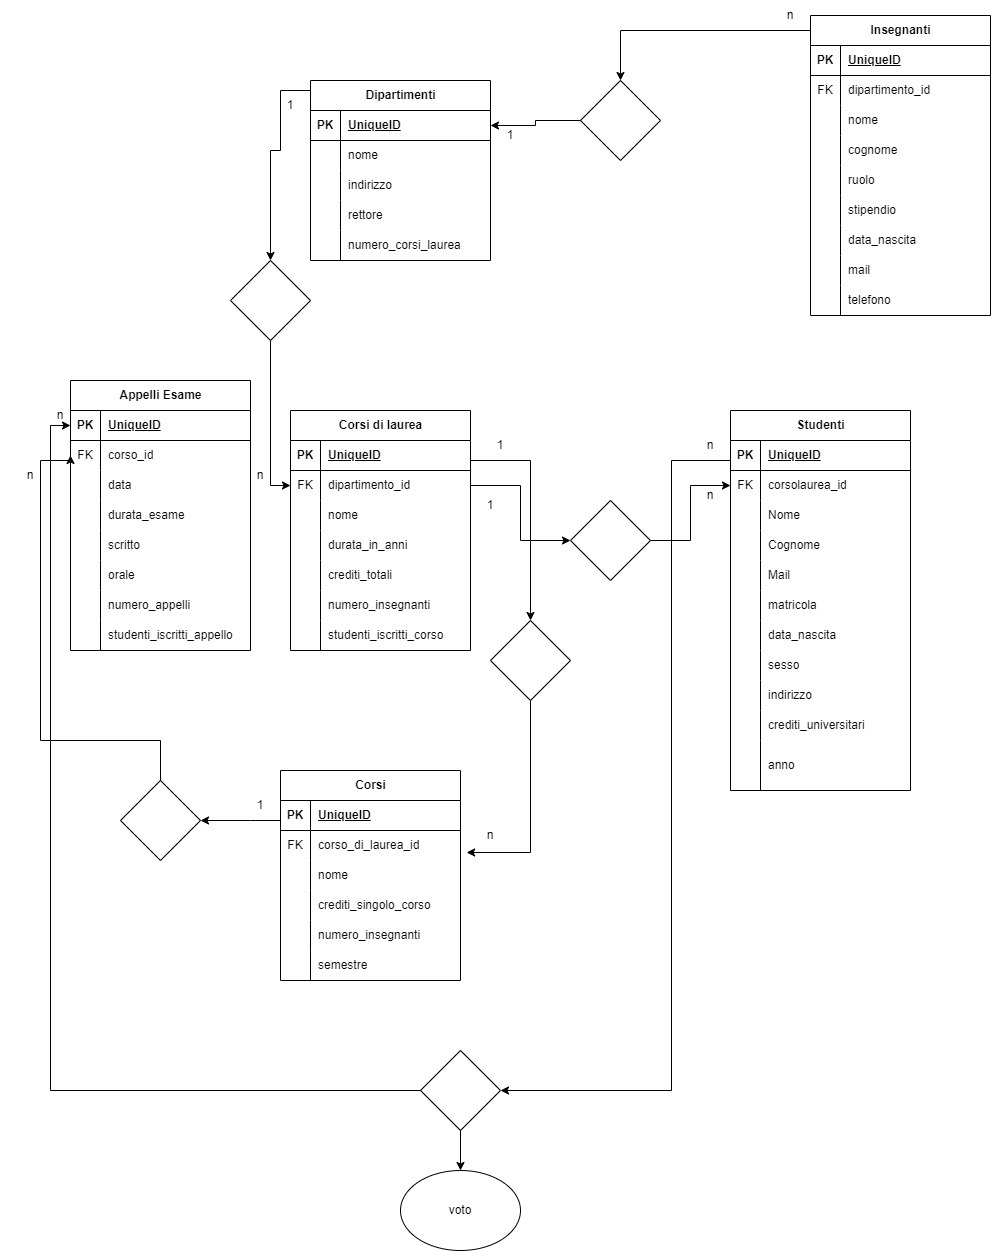 n
Insegnanti
PK UniqueID
FK dipartimento_id
nome
cognome
ruolo
stipendio
data_nascita
mail
telefono
1
Dipartimenti
PK UniqueID
nome
indirizzo
rettore
numero_corsi_laurea
1
n
Appelli Esame
PK UniqueID
FK corso_id
data
durata_esame
scritto
orale
numero_appelli
studenti_iscritti_appello
n
n
Corsi di laurea
PK UniqueID
FK dipartimento_id
nome
durata_in_anni
crediti_totali
numero_insegnanti
studenti_iscritti_corso
1
1
n
n
Studenti
PK UniqueID
FK corsolaurea_id
Nome
Cognome
Mail
matricola
data_nascita
sesso
indirizzo
crediti_universitari
anno
1
Corsi
PK UniqueID
FK corso_di_laurea_id
nome
crediti_singolo_corso
numero_insegnanti
semestre
n
voto